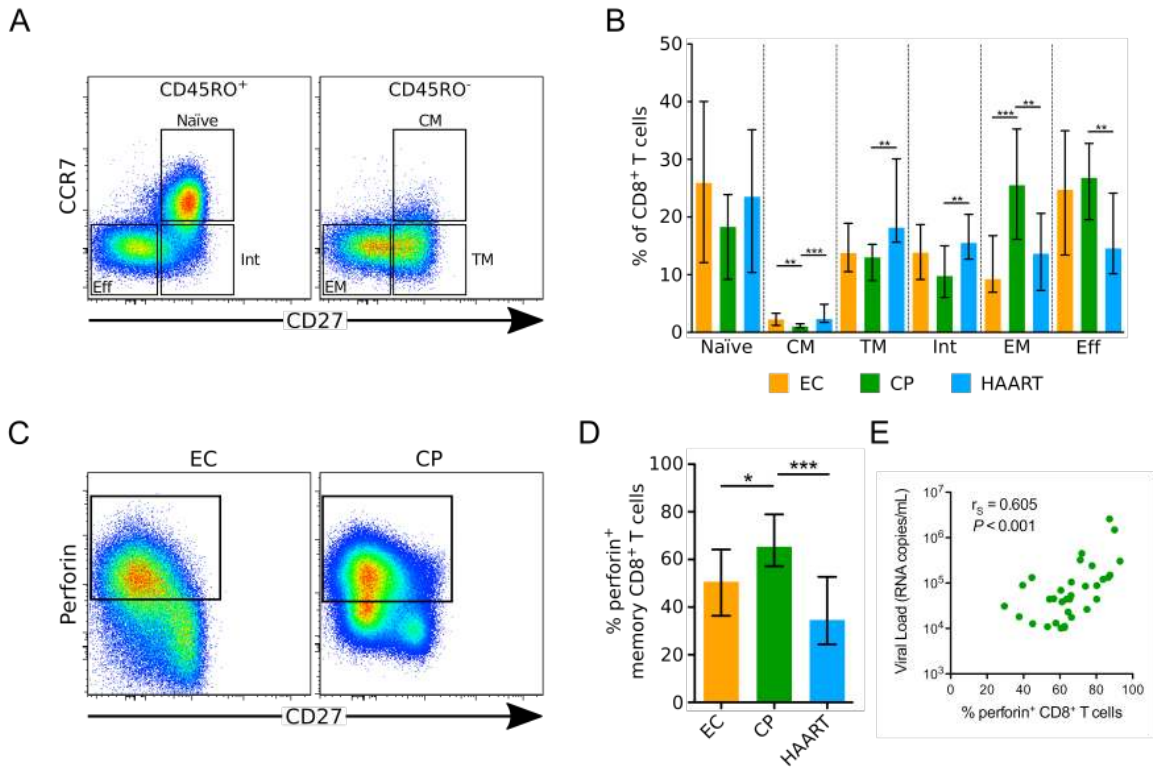 A
CD45RO⁺
CD45RO⁻
Naïve
CM
CCR7
Int
TM
Eff
EM
CD27
B
50
40
30
20
10
0
% of CD8⁺ T cells
**
***
**
**
***
**
**
Naïve
CM
TM
Int
EM
Eff
EC
CP
HAART
C
EC
CP
Perforin
CD27
D
100
80
60
40
20
0
% perforin⁺
memory CD8⁺ T cells
*
***
EC
CP
HAART
E
10⁷
10⁶
10⁵
10⁴
10³
Viral Load (RNA copies/mL)
rₛ = 0.605
P < 0.001
0
20
40
60
80
100
% perforin⁺ CD8⁺ T cells